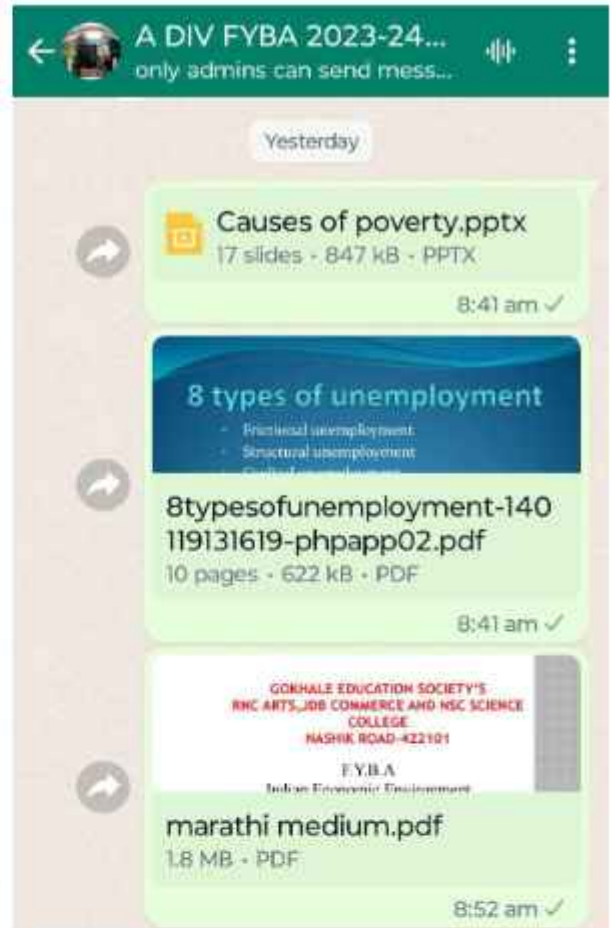 A DIV FYBA 2023-24...
only admins can send mess...
Yesterday
Causes of poverty.pptx
17 slides • 847 kB • PPTX
8:41 am
8 types of unemployment
Frictional unemployment
Structural unemployment
8typesofunemployment-140
119131619-phpapp02.pdf
10 pages • 622 kB • PDF
8:41 am
GOKHALE EDUCATION SOCIETY'S
RNC ARTS,JDB COMMERCE AND NSC SCIENCE
COLLEGE
NASHIK ROAD-422101
F.Y.B.A
Indian Economic Environment
marathi medium.pdf
1.8 MB • PDF
8:52 am